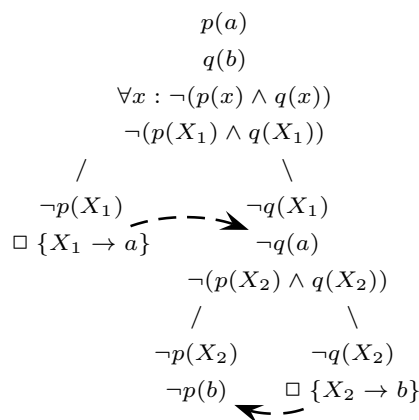 p(a)
q(b)
∀x : ¬(p(x) ∧ q(x))
¬(p(X₁) ∧ q(X₁))
/ \
¬p(X₁) ¬q(X₁)
□ {X₁ → a} ¬q(a)
¬(p(X₂) ∧ q(X₂))
/ \
¬p(X₂) ¬q(X₂)
¬p(b) □ {X₂ → b}